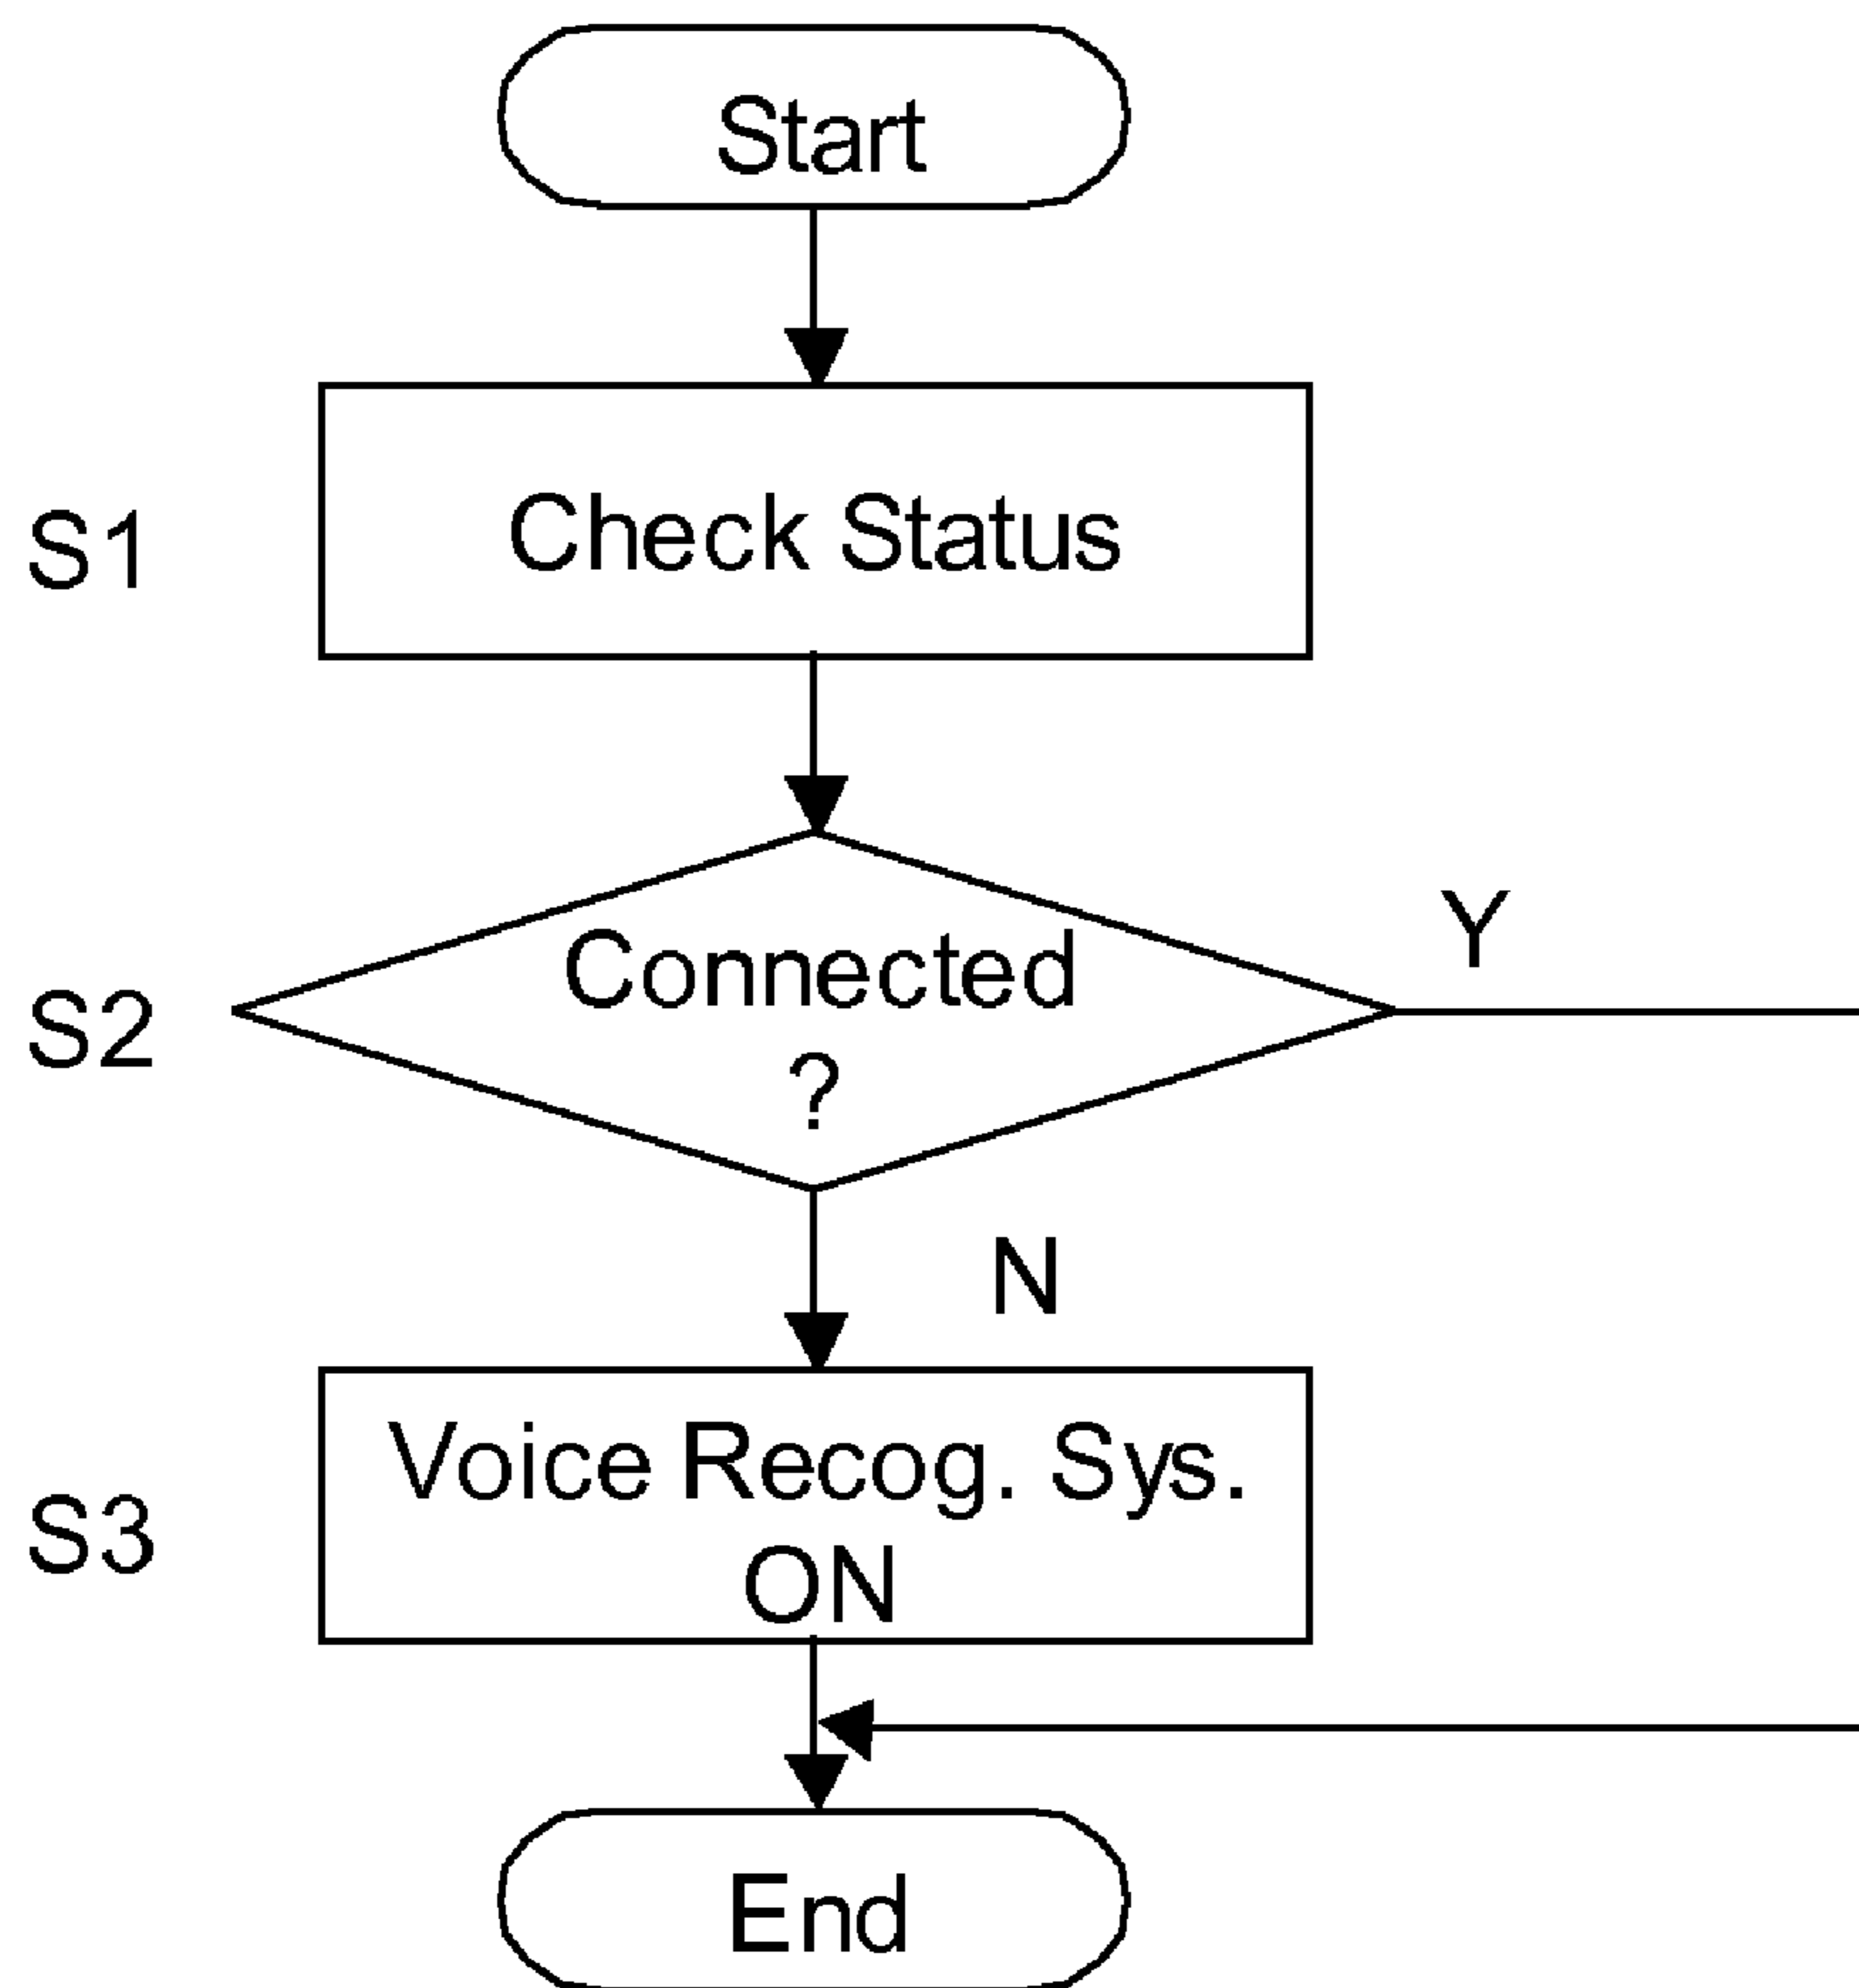 Start
S1
Check Status
Connected
?
Y
S2
N
Voice Recog. Sys.
ON
S3
End